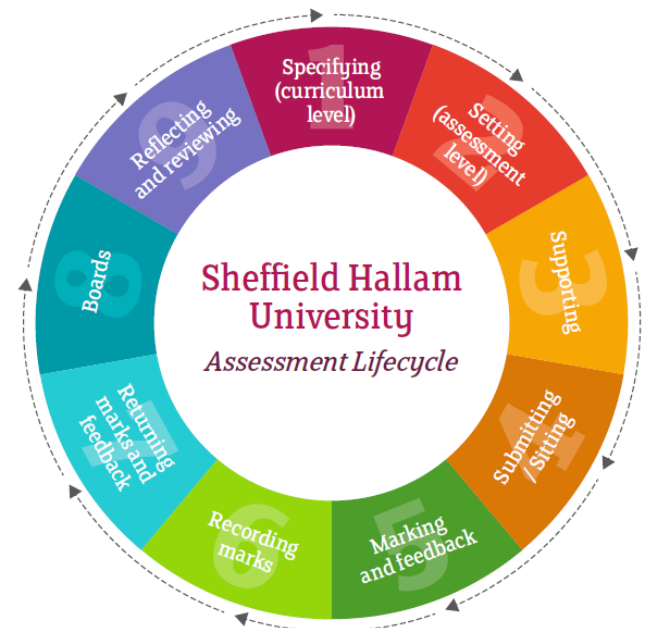 1
Specifying
(curriculum
level)
2
Setting
(assessment
level)
3
Supporting
4
Submitting
/ Sitting
5
Marking
and feedback
6
Recording
marks
7
Returning
marks and
feedback
8
Boards
9
Reflecting
and reviewing
Sheffield Hallam
University
Assessment Lifecycle